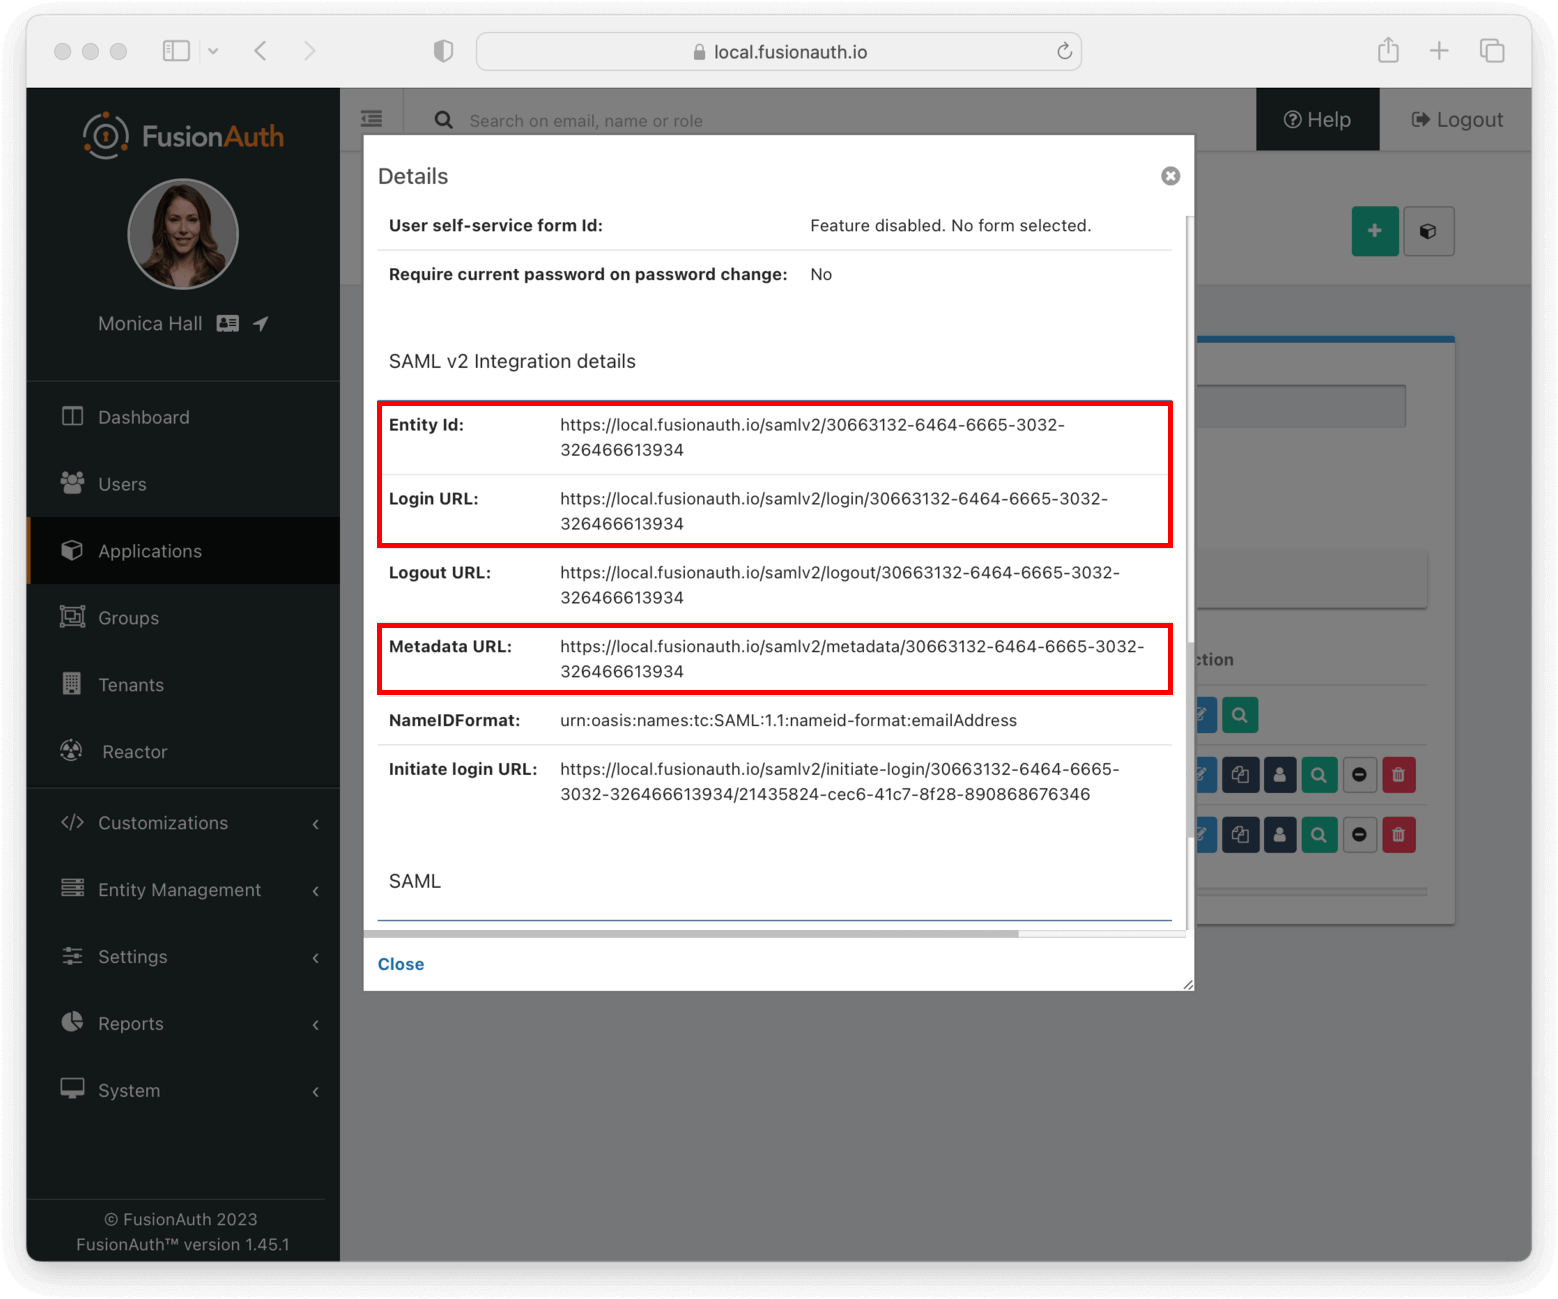 local.fusionauth.io
FusionAuth
Search on email, name or role
Help
Logout
Monica Hall
Dashboard
Users
Applications
Groups
Tenants
Reactor
Customizations
Entity Management
Settings
Reports
System
© FusionAuth 2023
FusionAuth™ version 1.45.1
Details
User self-service form Id: Feature disabled. No form selected.
Require current password on password change: No
SAML v2 Integration details
Entity Id: https://local.fusionauth.io/samlv2/30663132-6464-6665-3032-
326466613934
Login URL: https://local.fusionauth.io/samlv2/login/30663132-6464-6665-3032-
326466613934
Logout URL: https://local.fusionauth.io/samlv2/logout/30663132-6464-6665-3032-
326466613934
Metadata URL: https://local.fusionauth.io/samlv2/metadata/30663132-6464-6665-3032-
326466613934
NameIDFormat: urn:oasis:names:tc:SAML:1.1:nameid-format:emailAddress
Initiate login URL: https://local.fusionauth.io/samlv2/initiate-login/30663132-6464-6665-
3032-326466613934/21435824-cec6-41c7-8f28-890868676346
SAML
Close